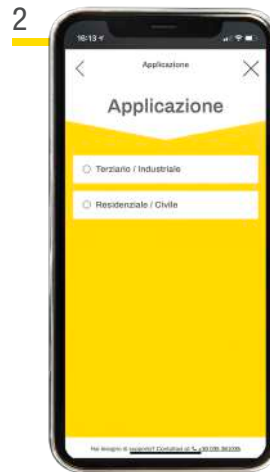 2
16:13
Applicazione
Applicazione
Terziario / Industriale
Residenziale / Civile
Hai bisogno di supporto? Contattaci al